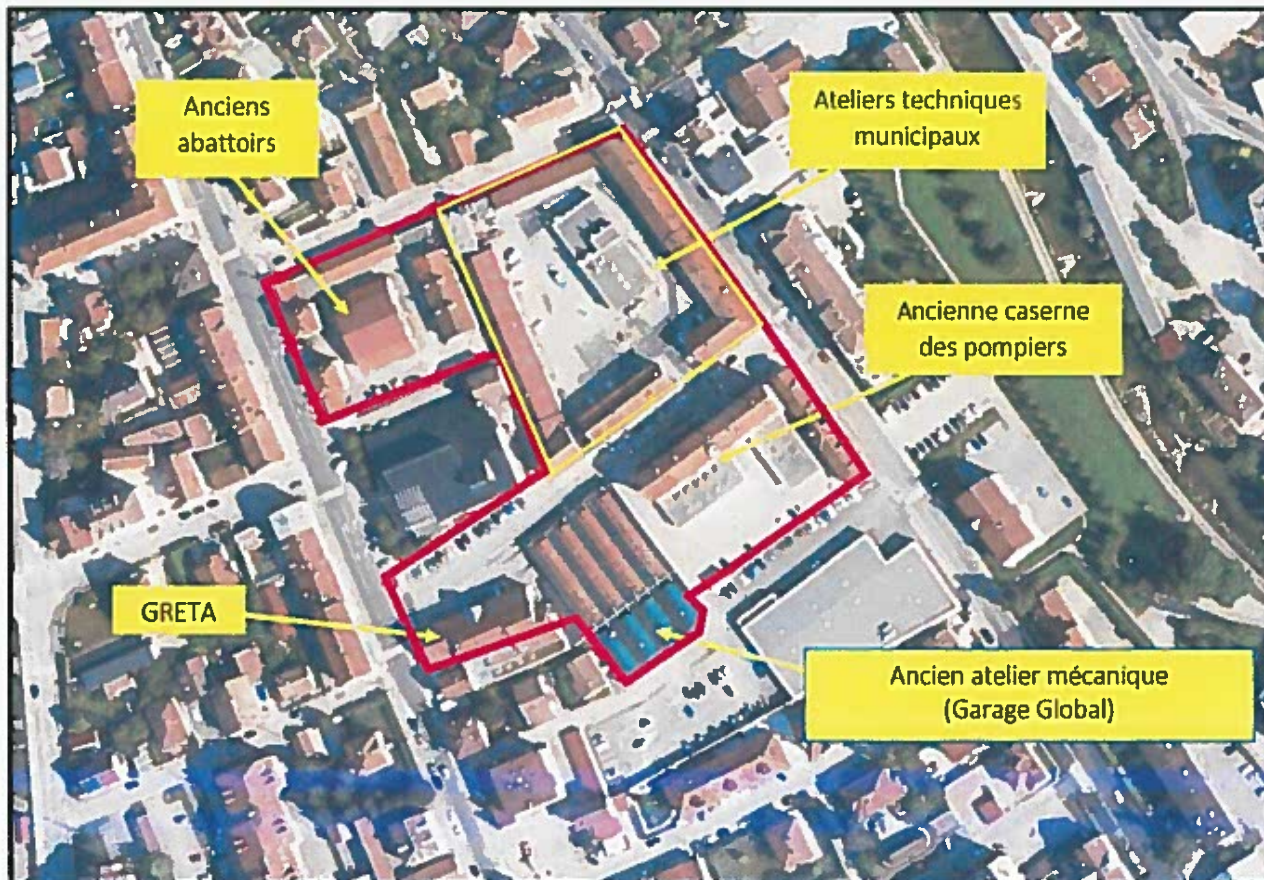 Anciens
abattoirs
Ateliers techniques
municipaux
Ancienne caserne
des pompiers
GRETA
Ancien atelier mécanique
(Garage Global)